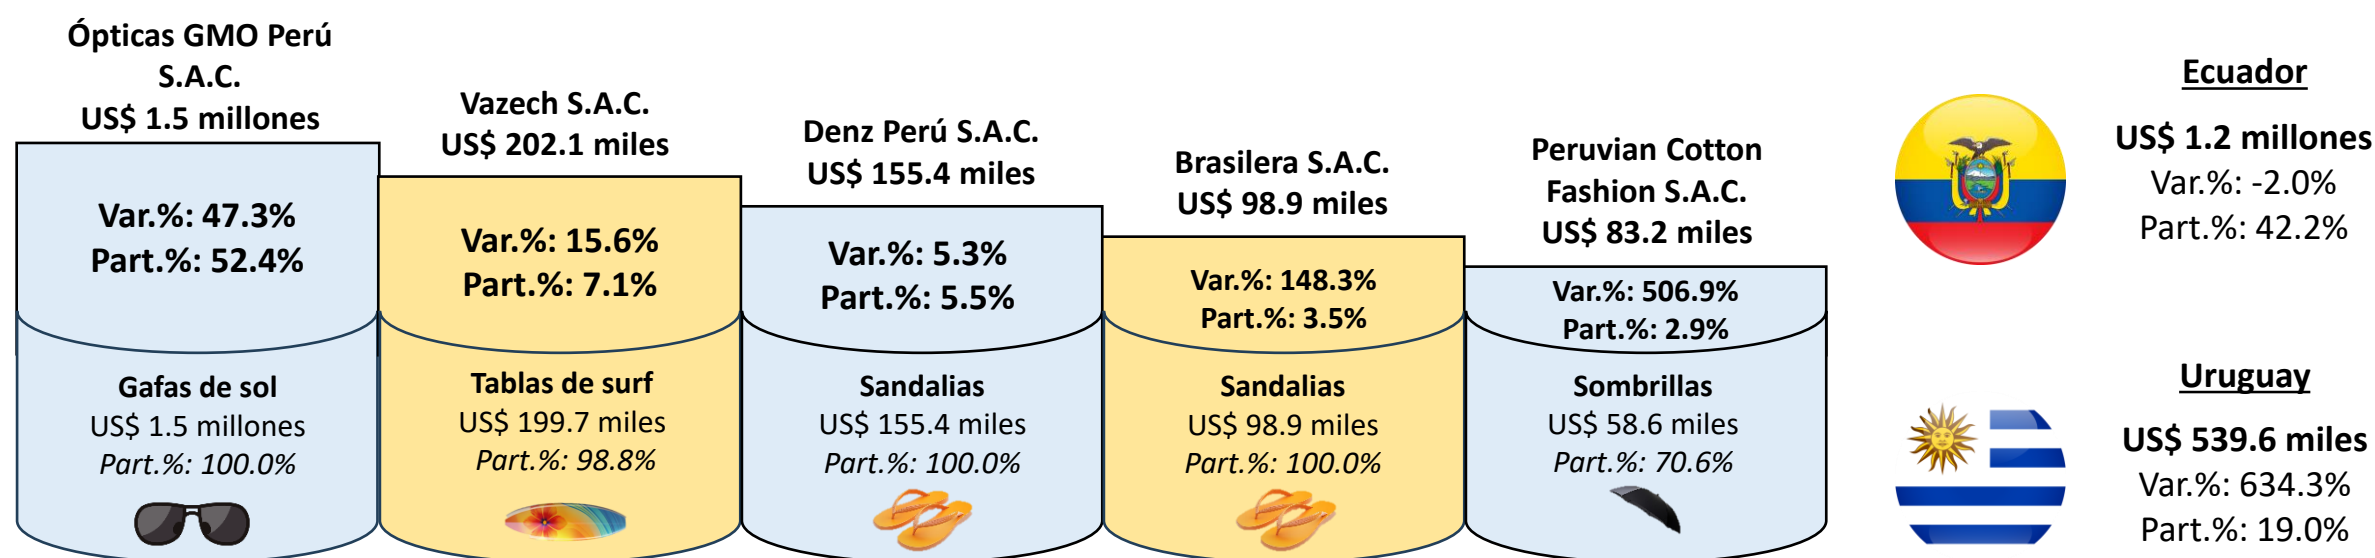 Ópticas GMO Perú
S.A.C.
US$ 1.5 millones
Var.%: 47.3%
Part.%: 52.4%
Gafas de sol
US$ 1.5 millones
Part.%: 100.0%
Vazech S.A.C.
US$ 202.1 miles
Var.%: 15.6%
Part.%: 7.1%
Tablas de surf
US$ 199.7 miles
Part.%: 98.8%
Denz Perú S.A.C.
US$ 155.4 miles
Var.%: 5.3%
Part.%: 5.5%
Sandalias
US$ 155.4 miles
Part.%: 100.0%
Brasilera S.A.C.
US$ 98.9 miles
Var.%: 148.3%
Part.%: 3.5%
Sandalias
US$ 98.9 miles
Part.%: 100.0%
Peruvian Cotton
Fashion S.A.C.
US$ 83.2 miles
Var.%: 506.9%
Part.%: 2.9%
Sombrillas
US$ 58.6 miles
Part.%: 70.6%
Ecuador
US$ 1.2 millones
Var.%: -2.0%
Part.%: 42.2%
Uruguay
US$ 539.6 miles
Var.%: 634.3%
Part.%: 19.0%